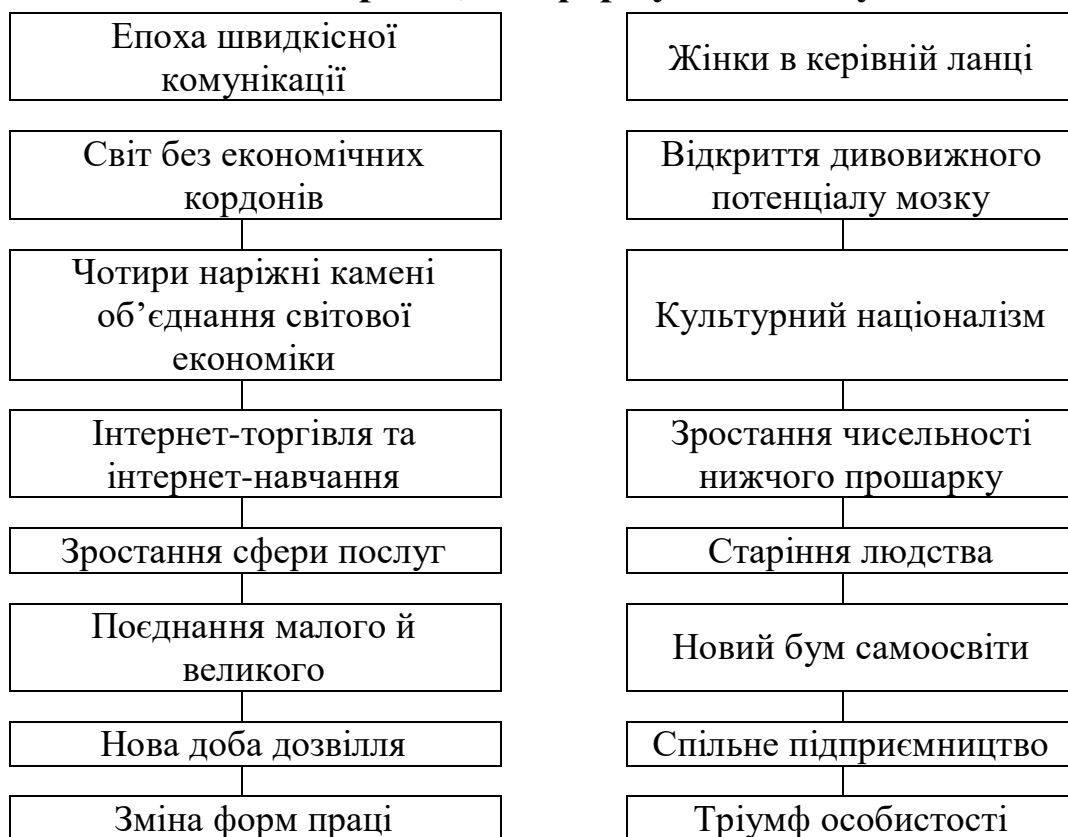 Епоха швидкісної
комунікації
Світ без економічних
кордонів
Чотири наріжні камені
об’єднання світової
економіки
Інтернет-торгівля та
інтернет-навчання
Зростання сфери послуг
Поєднання малого й
великого
Нова доба дозвілля
Зміна форм праці
Жінки в керівній ланці
Відкриття дивовижного
потенціалу мозку
Культурний націоналізм
Зростання чисельності
нижчого прошарку
Старіння людства
Новий бум самоосвіти
Спільне підприємництво
Тріумф особистості